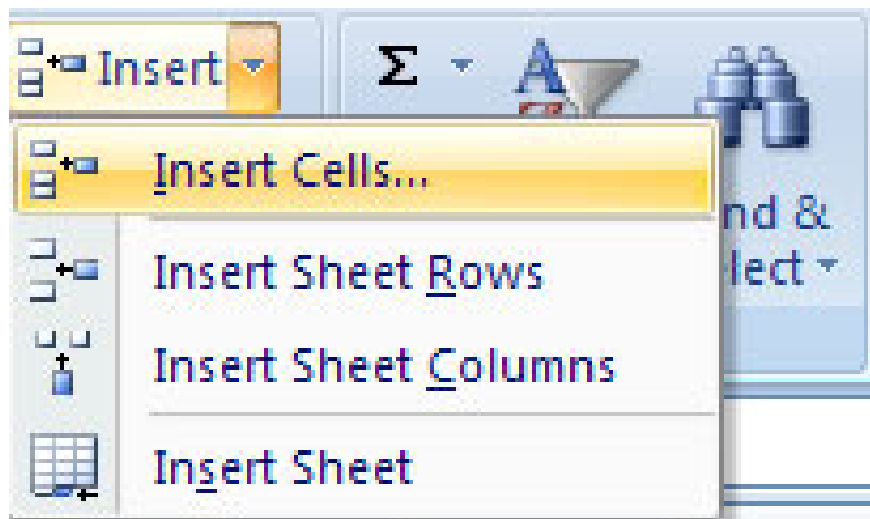 Insert Σ
Insert Cells...
Insert Sheet Rows
Insert Sheet Columns
Insert Sheet